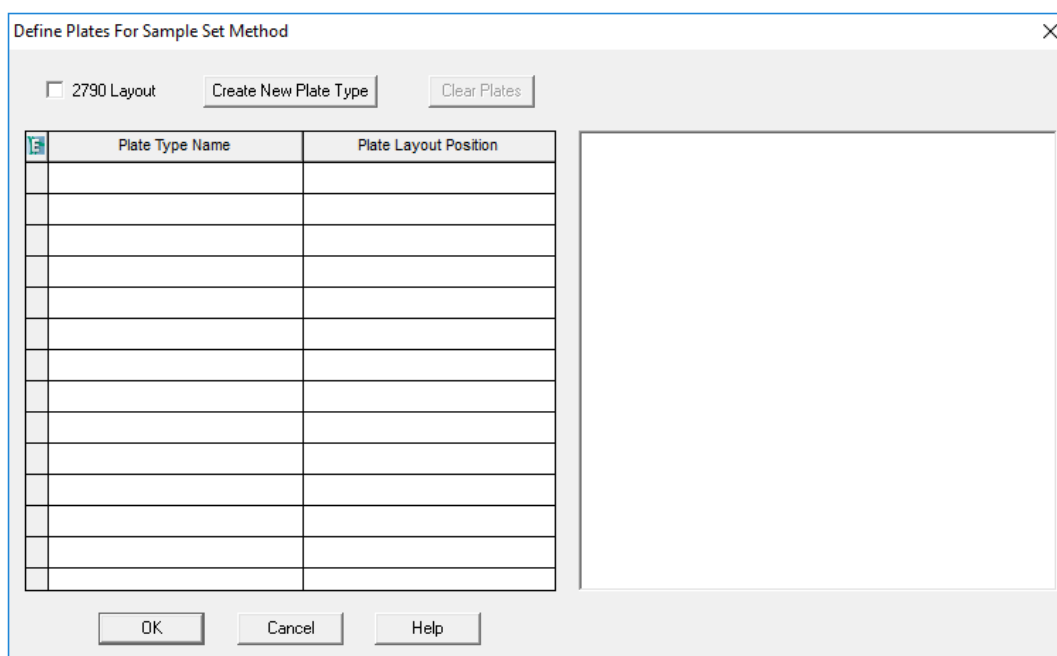 Define Plates For Sample Set Method
2790 Layout Create New Plate Type Clear Plates
Plate Type Name Plate Layout Position
OK Cancel Help